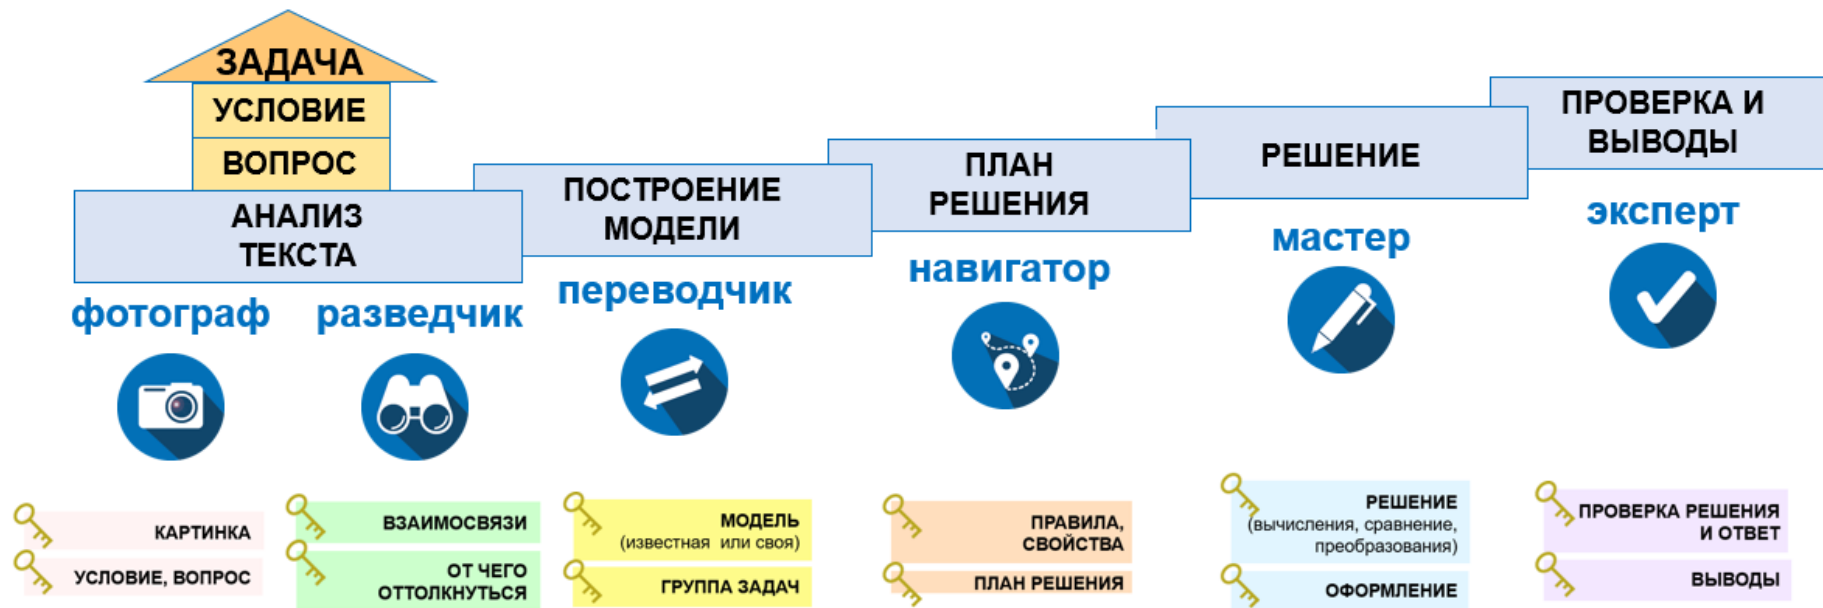 ЗАДАЧА
УСЛОВИЕ
ВОПРОС
АНАЛИЗ
ТЕКСТА
ПОСТРОЕНИЕ
МОДЕЛИ
ПЛАН
РЕШЕНИЯ
РЕШЕНИЕ
ПРОВЕРКА И
ВЫВОДЫ
фотограф
разведчик
переводчик
навигатор
мастер
эксперт
КАРТИНКА
УСЛОВИЕ, ВОПРОС
ВЗАИМОСВЯЗИ
ОТ ЧЕГО
ОТТОЛКНУТЬСЯ
МОДЕЛЬ
(известная или своя)
ГРУППА ЗАДАЧ
ПРАВИЛА,
СВОЙСТВА
ПЛАН РЕШЕНИЯ
РЕШЕНИЕ
(вычисления, сравнение,
преобразования)
ОФОРМЛЕНИЕ
ПРОВЕРКА РЕШЕНИЯ
И ОТВЕТ
ВЫВОДЫ